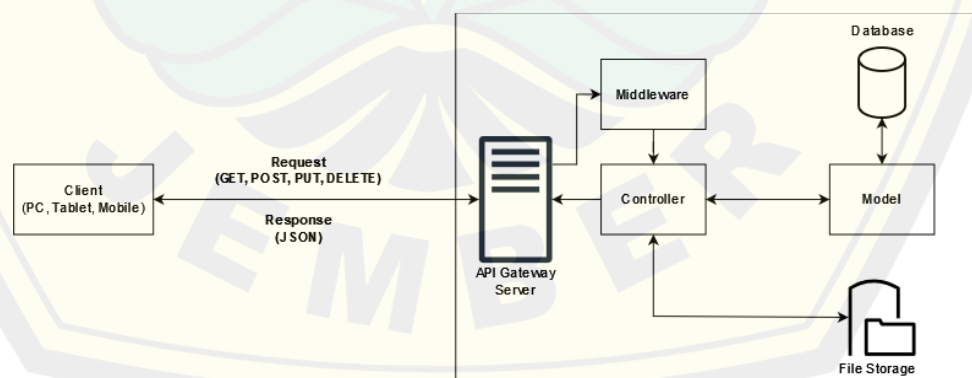 Database
Middleware
Request
(GET, POST, PUT, DELETE)
Client
(PC, Tablet, Mobile)
Response
(JSON)
Controller
Model
API Gateway
Server
File Storage
JEMBER